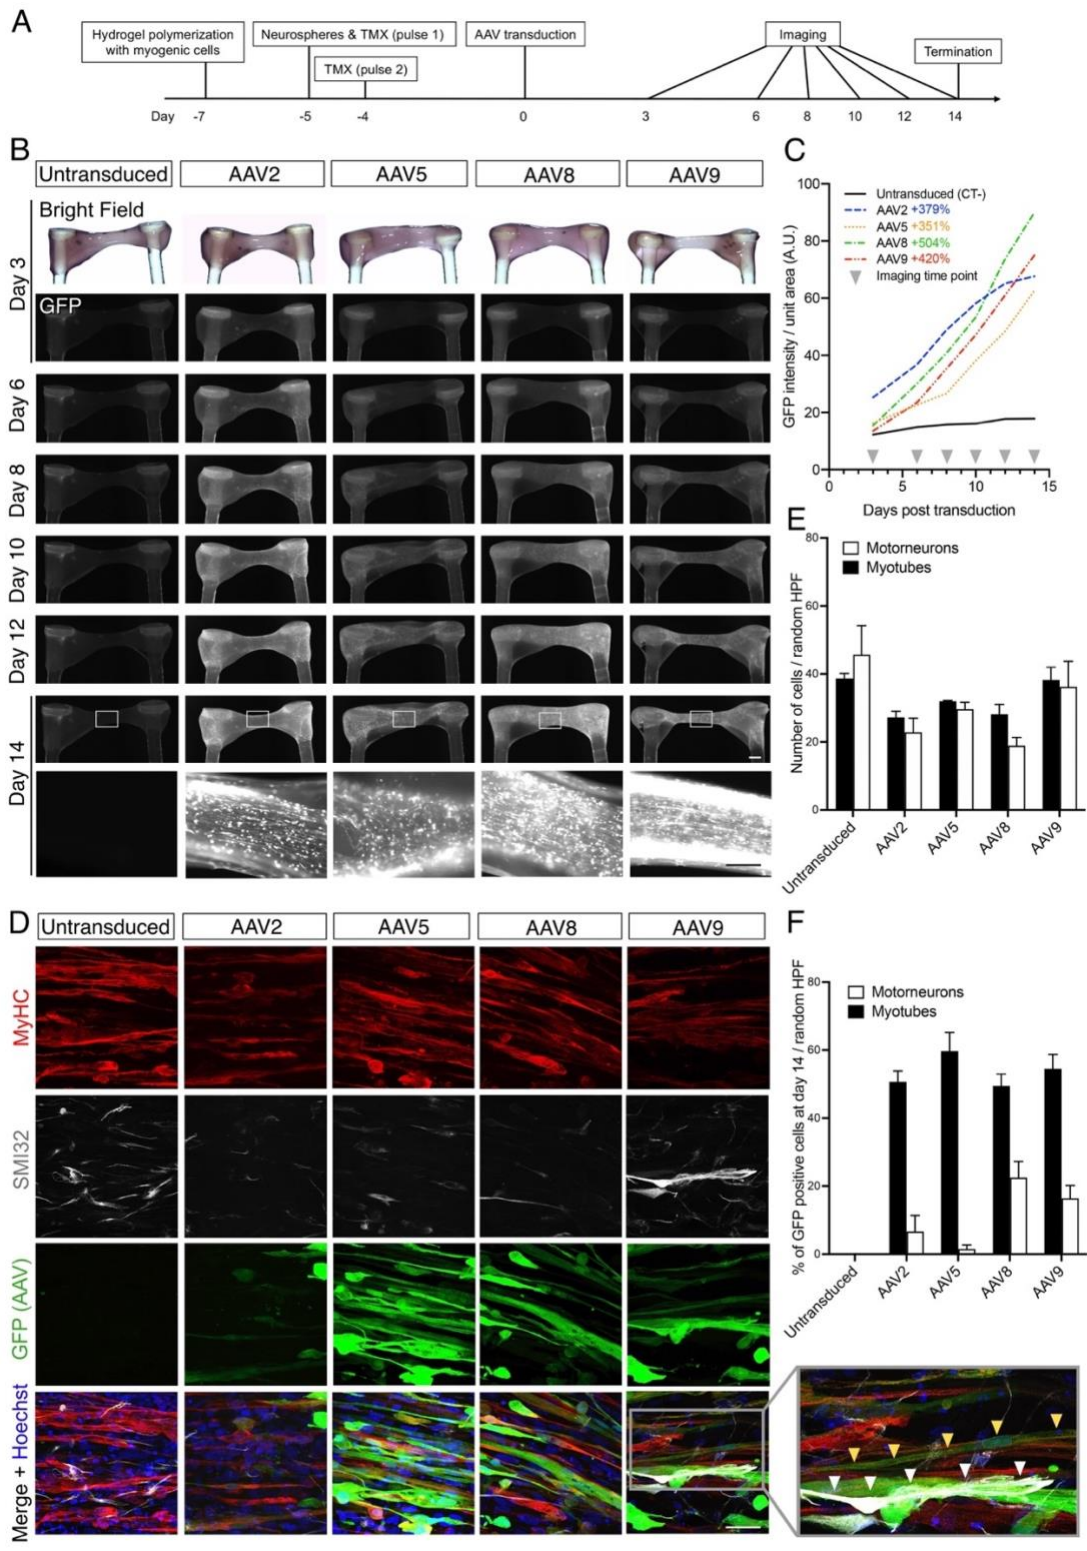 A
Hydrogel polymerization
with myogenic cells
Neurospheres & TMX (pulse 1)
TMX (pulse 2)
AAV transduction
Imaging
Termination
Day -7 -5 -4 0 3 6 8 10 12 14
B
Untransduced AAV2 AAV5 AAV8 AAV9
Bright Field
Day 3
GFP
Day 6
Day 8
Day 10
Day 12
Day 14
C
GFP intensity / unit area (A.U.)
100
80
60
40
20
0
Untransduced (CT-)
AAV2 +379%
AAV5 +351%
AAV8 +504%
AAV9 +420%
Imaging time point
0 5 10 15
Days post transduction
E
Number of cells / random HPF
80
60
40
20
0
Motorneurons
Myotubes
Untransduced AAV2 AAV5 AAV8 AAV9
D
Untransduced AAV2 AAV5 AAV8 AAV9
MyHC
SMI32
GFP (AAV)
Merge + Hoechst
F
% of GFP positive cells at day 14 / random HPF
80
60
40
20
0
Motorneurons
Myotubes
Untransduced AAV2 AAV5 AAV8 AAV9